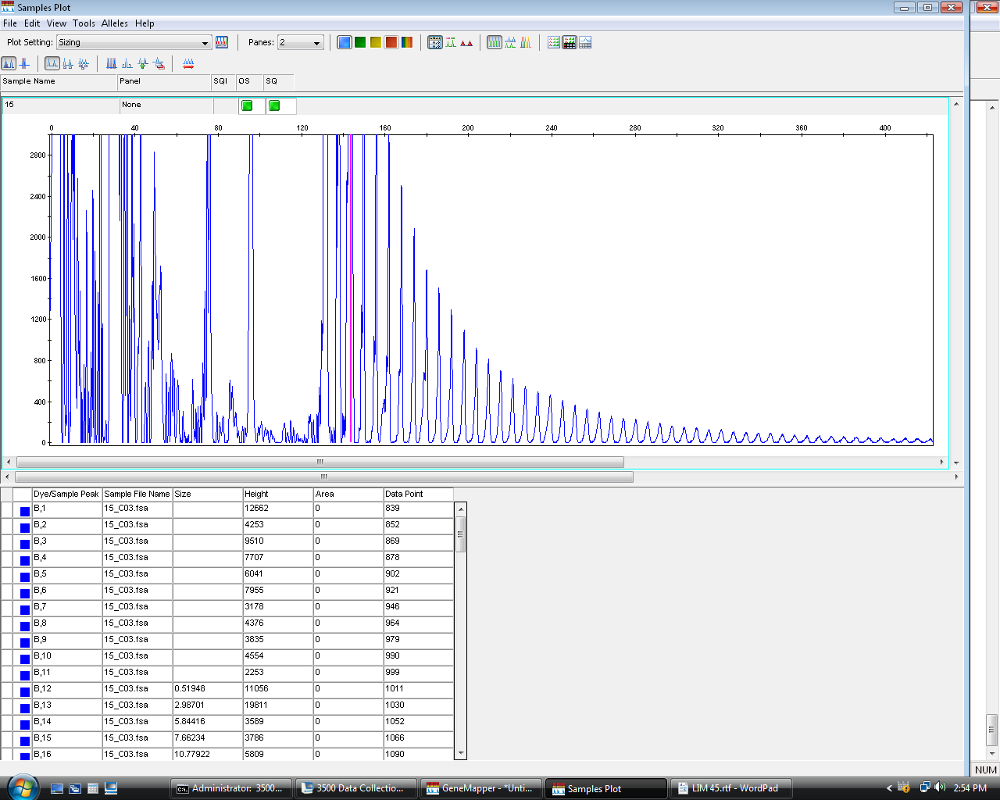 Samples Plot
File Edit View Tools Alleles Help
Plot Setting: Sizing Panes: 2
Sample Name Panel SQI OS SQ
15 None
0 40 80 120 160 200 240 280 320 360 400
2800
2400
2000
1600
1200
800
400
0
Dye/Sample Peak Sample File Name Size Height Area Data Point
B,1 15_C03.fsa 12662 0 839
B,2 15_C03.fsa 4253 0 852
B,3 15_C03.fsa 9510 0 869
B,4 15_C03.fsa 7707 0 878
B,5 15_C03.fsa 6041 0 902
B,6 15_C03.fsa 7955 0 921
B,7 15_C03.fsa 3178 0 946
B,8 15_C03.fsa 4376 0 964
B,9 15_C03.fsa 3835 0 979
B,10 15_C03.fsa 4554 0 990
B,11 15_C03.fsa 2253 0 999
B,12 15_C03.fsa 0.51948 11056 0 1011
B,13 15_C03.fsa 2.98701 19811 0 1030
B,14 15_C03.fsa 5.84416 3589 0 1052
B,15 15_C03.fsa 7.66234 3786 0 1066
B,16 15_C03.fsa 10.77922 5809 0 1090
NUM
Administrator: 3500... 3500 Data Collectio... GeneMapper - *Unti... Samples Plot LIM 45.rtf - WordPad 2:54 PM